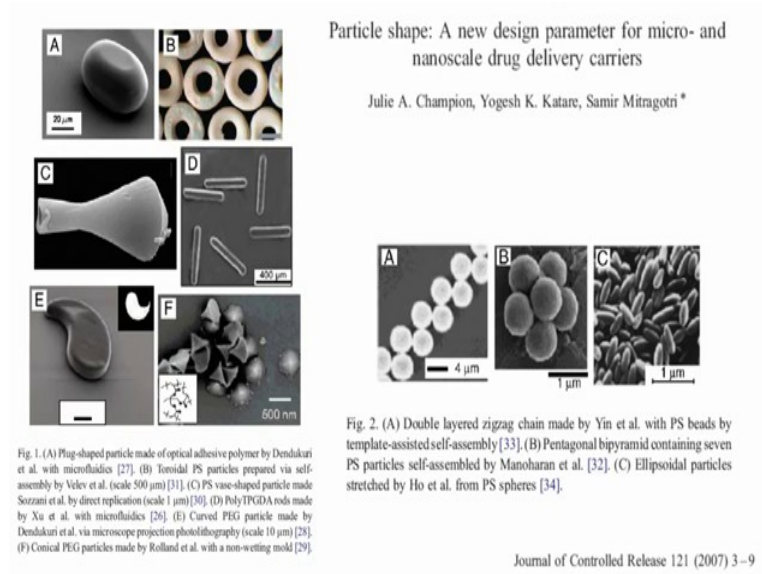 Particle shape: A new design parameter for micro- and
nanoscale drug delivery carriers
Julie A. Champion, Yogesh K. Katare, Samir Mitragotri *
A
20 μm
B
C
D
400 μm
E
F
500 nm
Fig. 1. (A) Plug-shaped particle made of optical adhesive polymer by Dendukuri
et al. with microfluidics [27]. (B) Toroidal PS particles prepared via self-
assembly by Velev et al. (scale 500 μm) [31]. (C) PS vase-shaped particle made
Sozzani et al. by direct replication (scale 1 μm) [30]. (D) PolyTPGDA rods made
by Xu et al. with microfluidics [26]. (E) Curved PEG particle made by
Dendukuri et al. via microscope projection photolithography (scale 10 μm) [28].
(F) Conical PEG particles made by Rolland et al. with a non-wetting mold [29].
A
4 μm
B
1 μm
C
1 μm
Fig. 2. (A) Double layered zigzag chain made by Yin et al. with PS beads by
template-assisted self-assembly [33]. (B) Pentagonal bipyramid containing seven
PS particles self-assembled by Manoharan et al. [32]. (C) Ellipsoidal particles
stretched by Ho et al. from PS spheres [34].
Journal of Controlled Release 121 (2007) 3–9